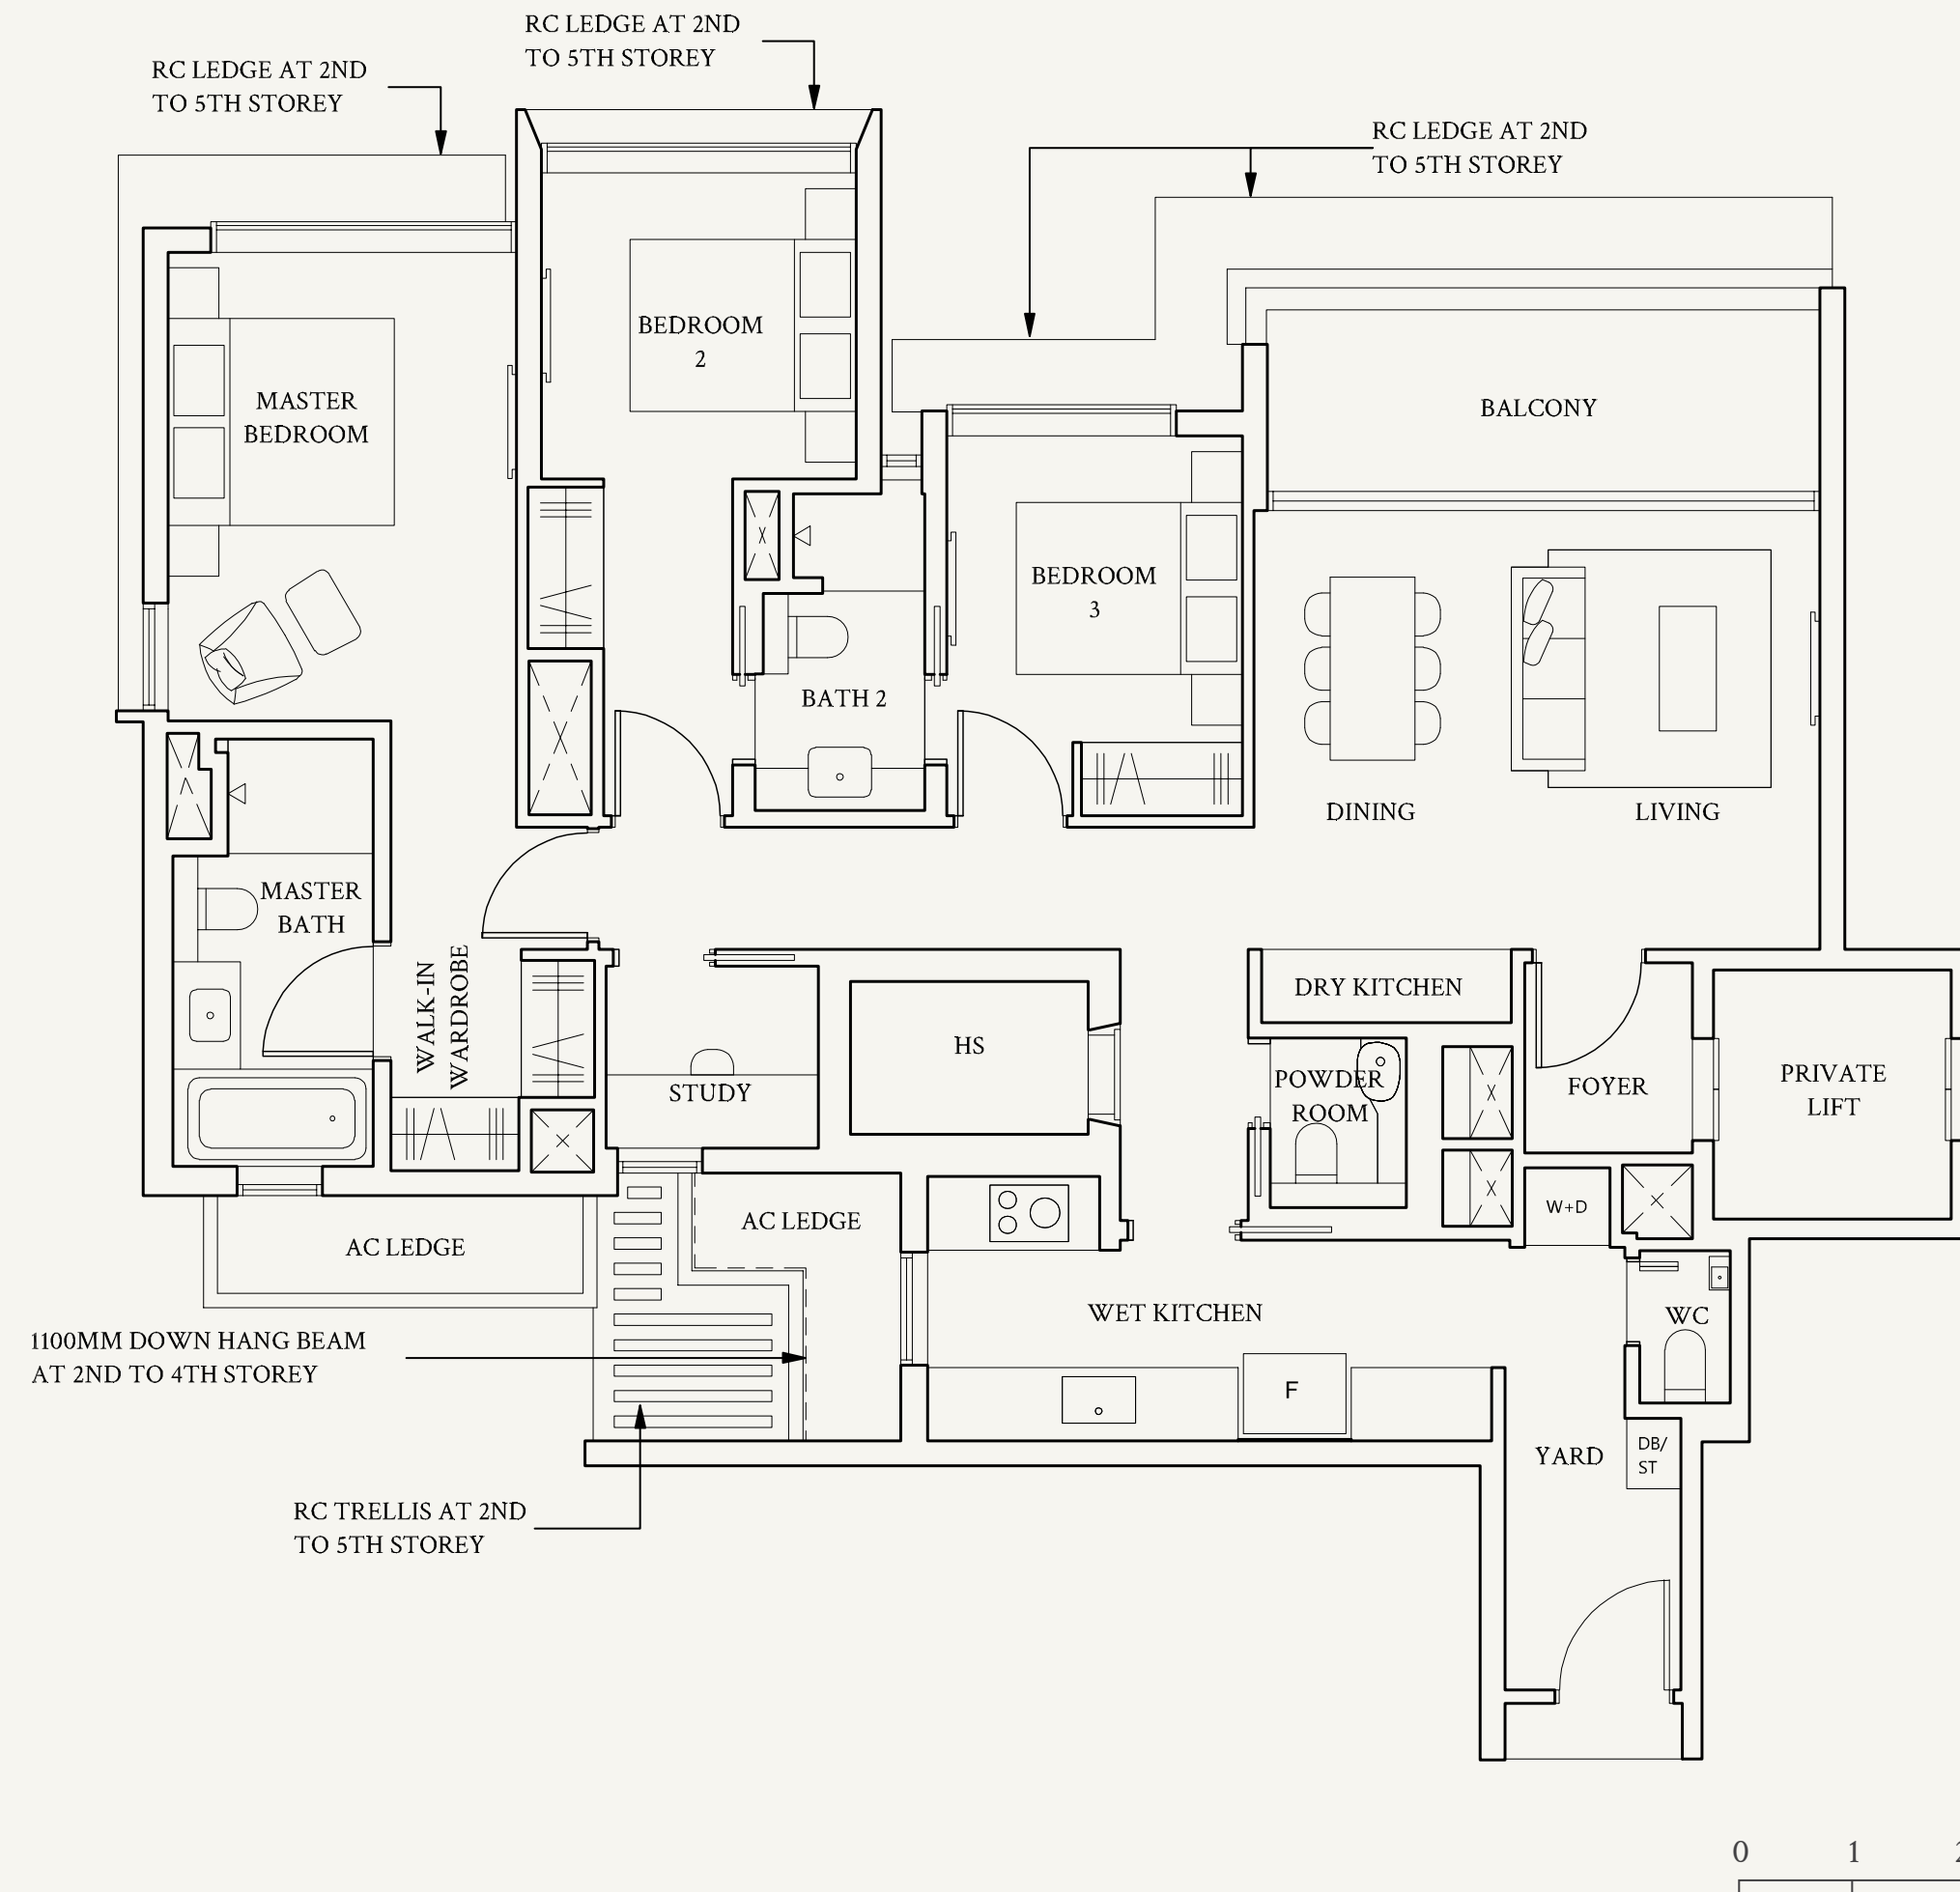 RC LEDGE AT 2ND
TO 5TH STOREY
RC LEDGE AT 2ND
TO 5TH STOREY
RC LEDGE AT 2ND
TO 5TH STOREY
BEDROOM
2
MASTER
BEDROOM
BALCONY
BEDROOM
3
BATH 2
DINING
LIVING
MASTER
BATH
WALK-IN
WARDROBE
STUDY
HS
DRY KITCHEN
POWDER
ROOM
FOYER
PRIVATE
LIFT
W+D
AC LEDGE
AC LEDGE
WET KITCHEN
WC
1100MM DOWN HANG BEAM
AT 2ND TO 4TH STOREY
F
YARD
DB/
ST
RC TRELLIS AT 2ND
TO 5TH STOREY
0 1